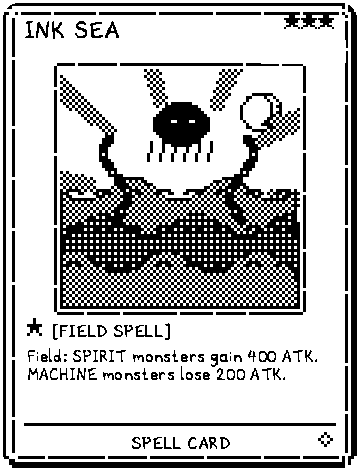 INK SEA
[FIELD SPELL]
Field: SPIRIT monsters gain 400 ATK.
MACHINE monsters lose 200 ATK.
SPELL CARD